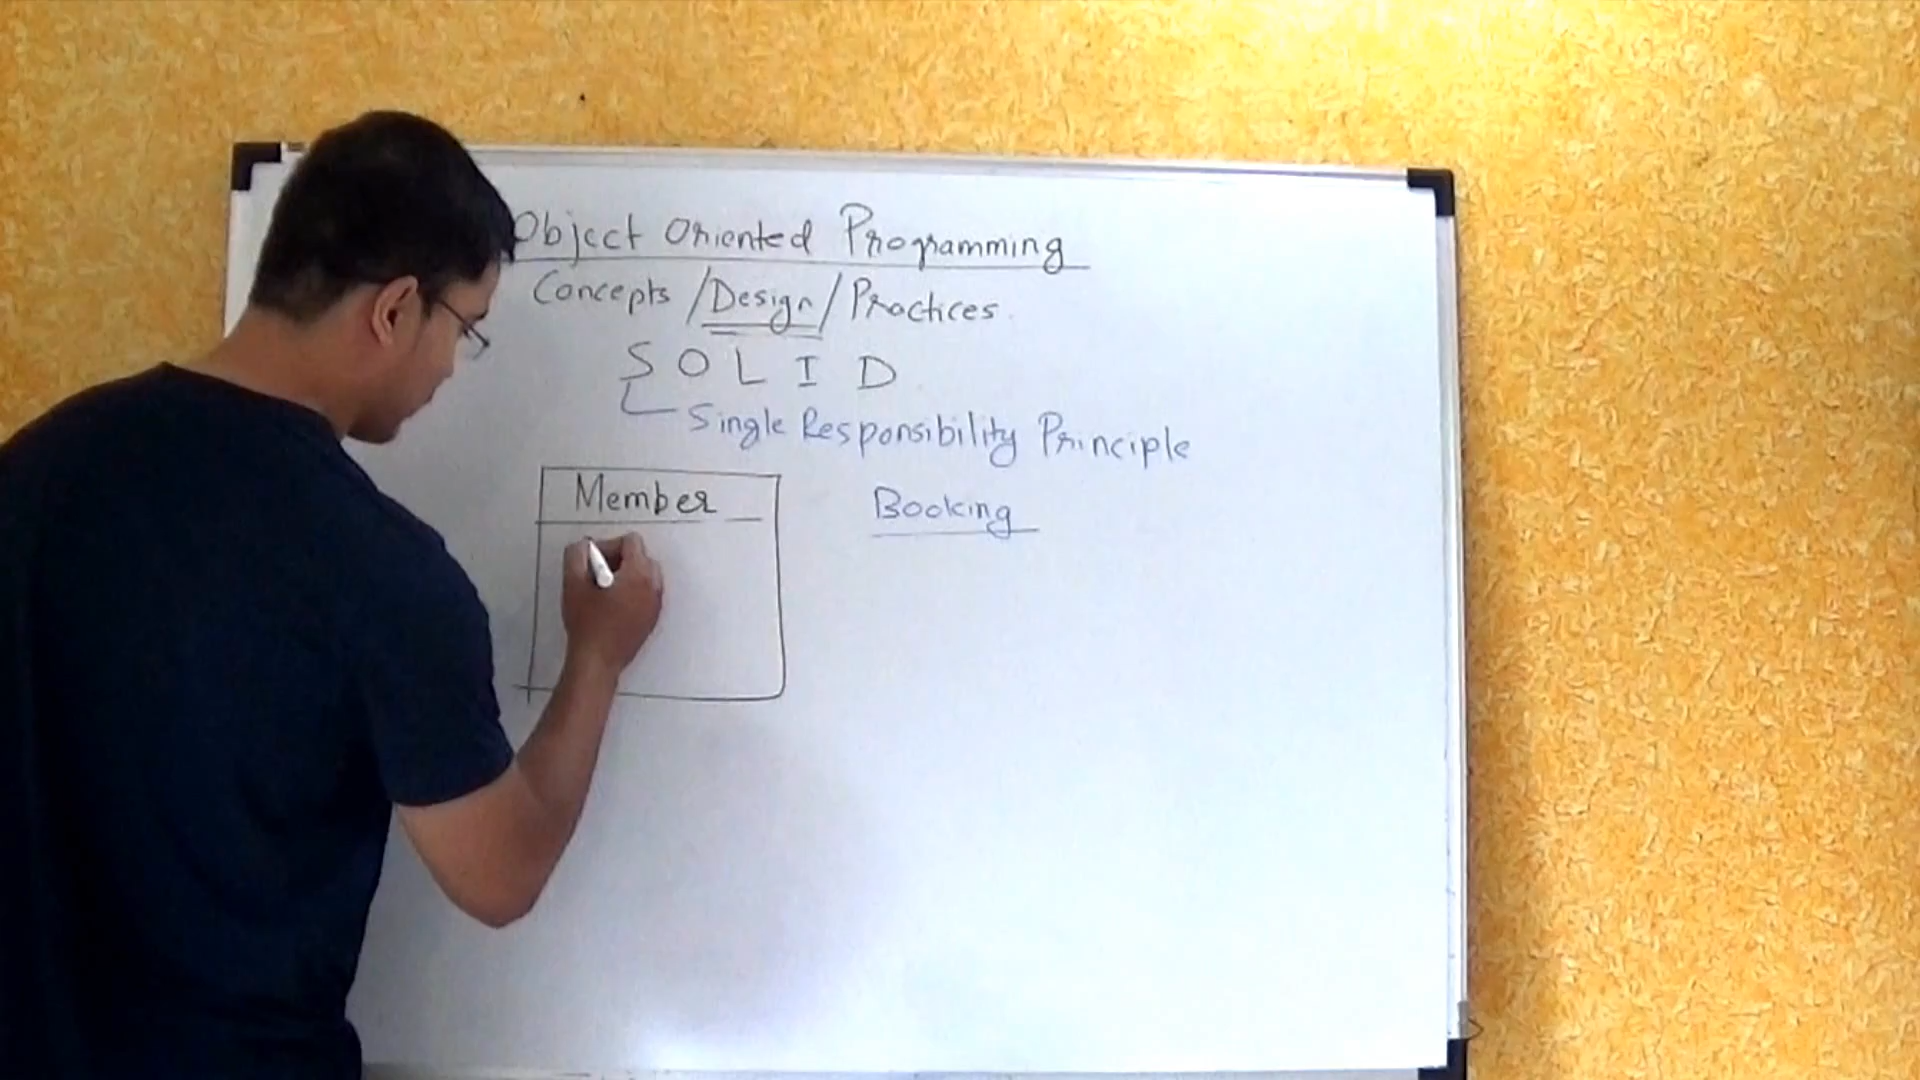 Object Oriented Programming
Concepts / Design / Practices
S O L I D
Single Responsibility Principle
Member
Booking